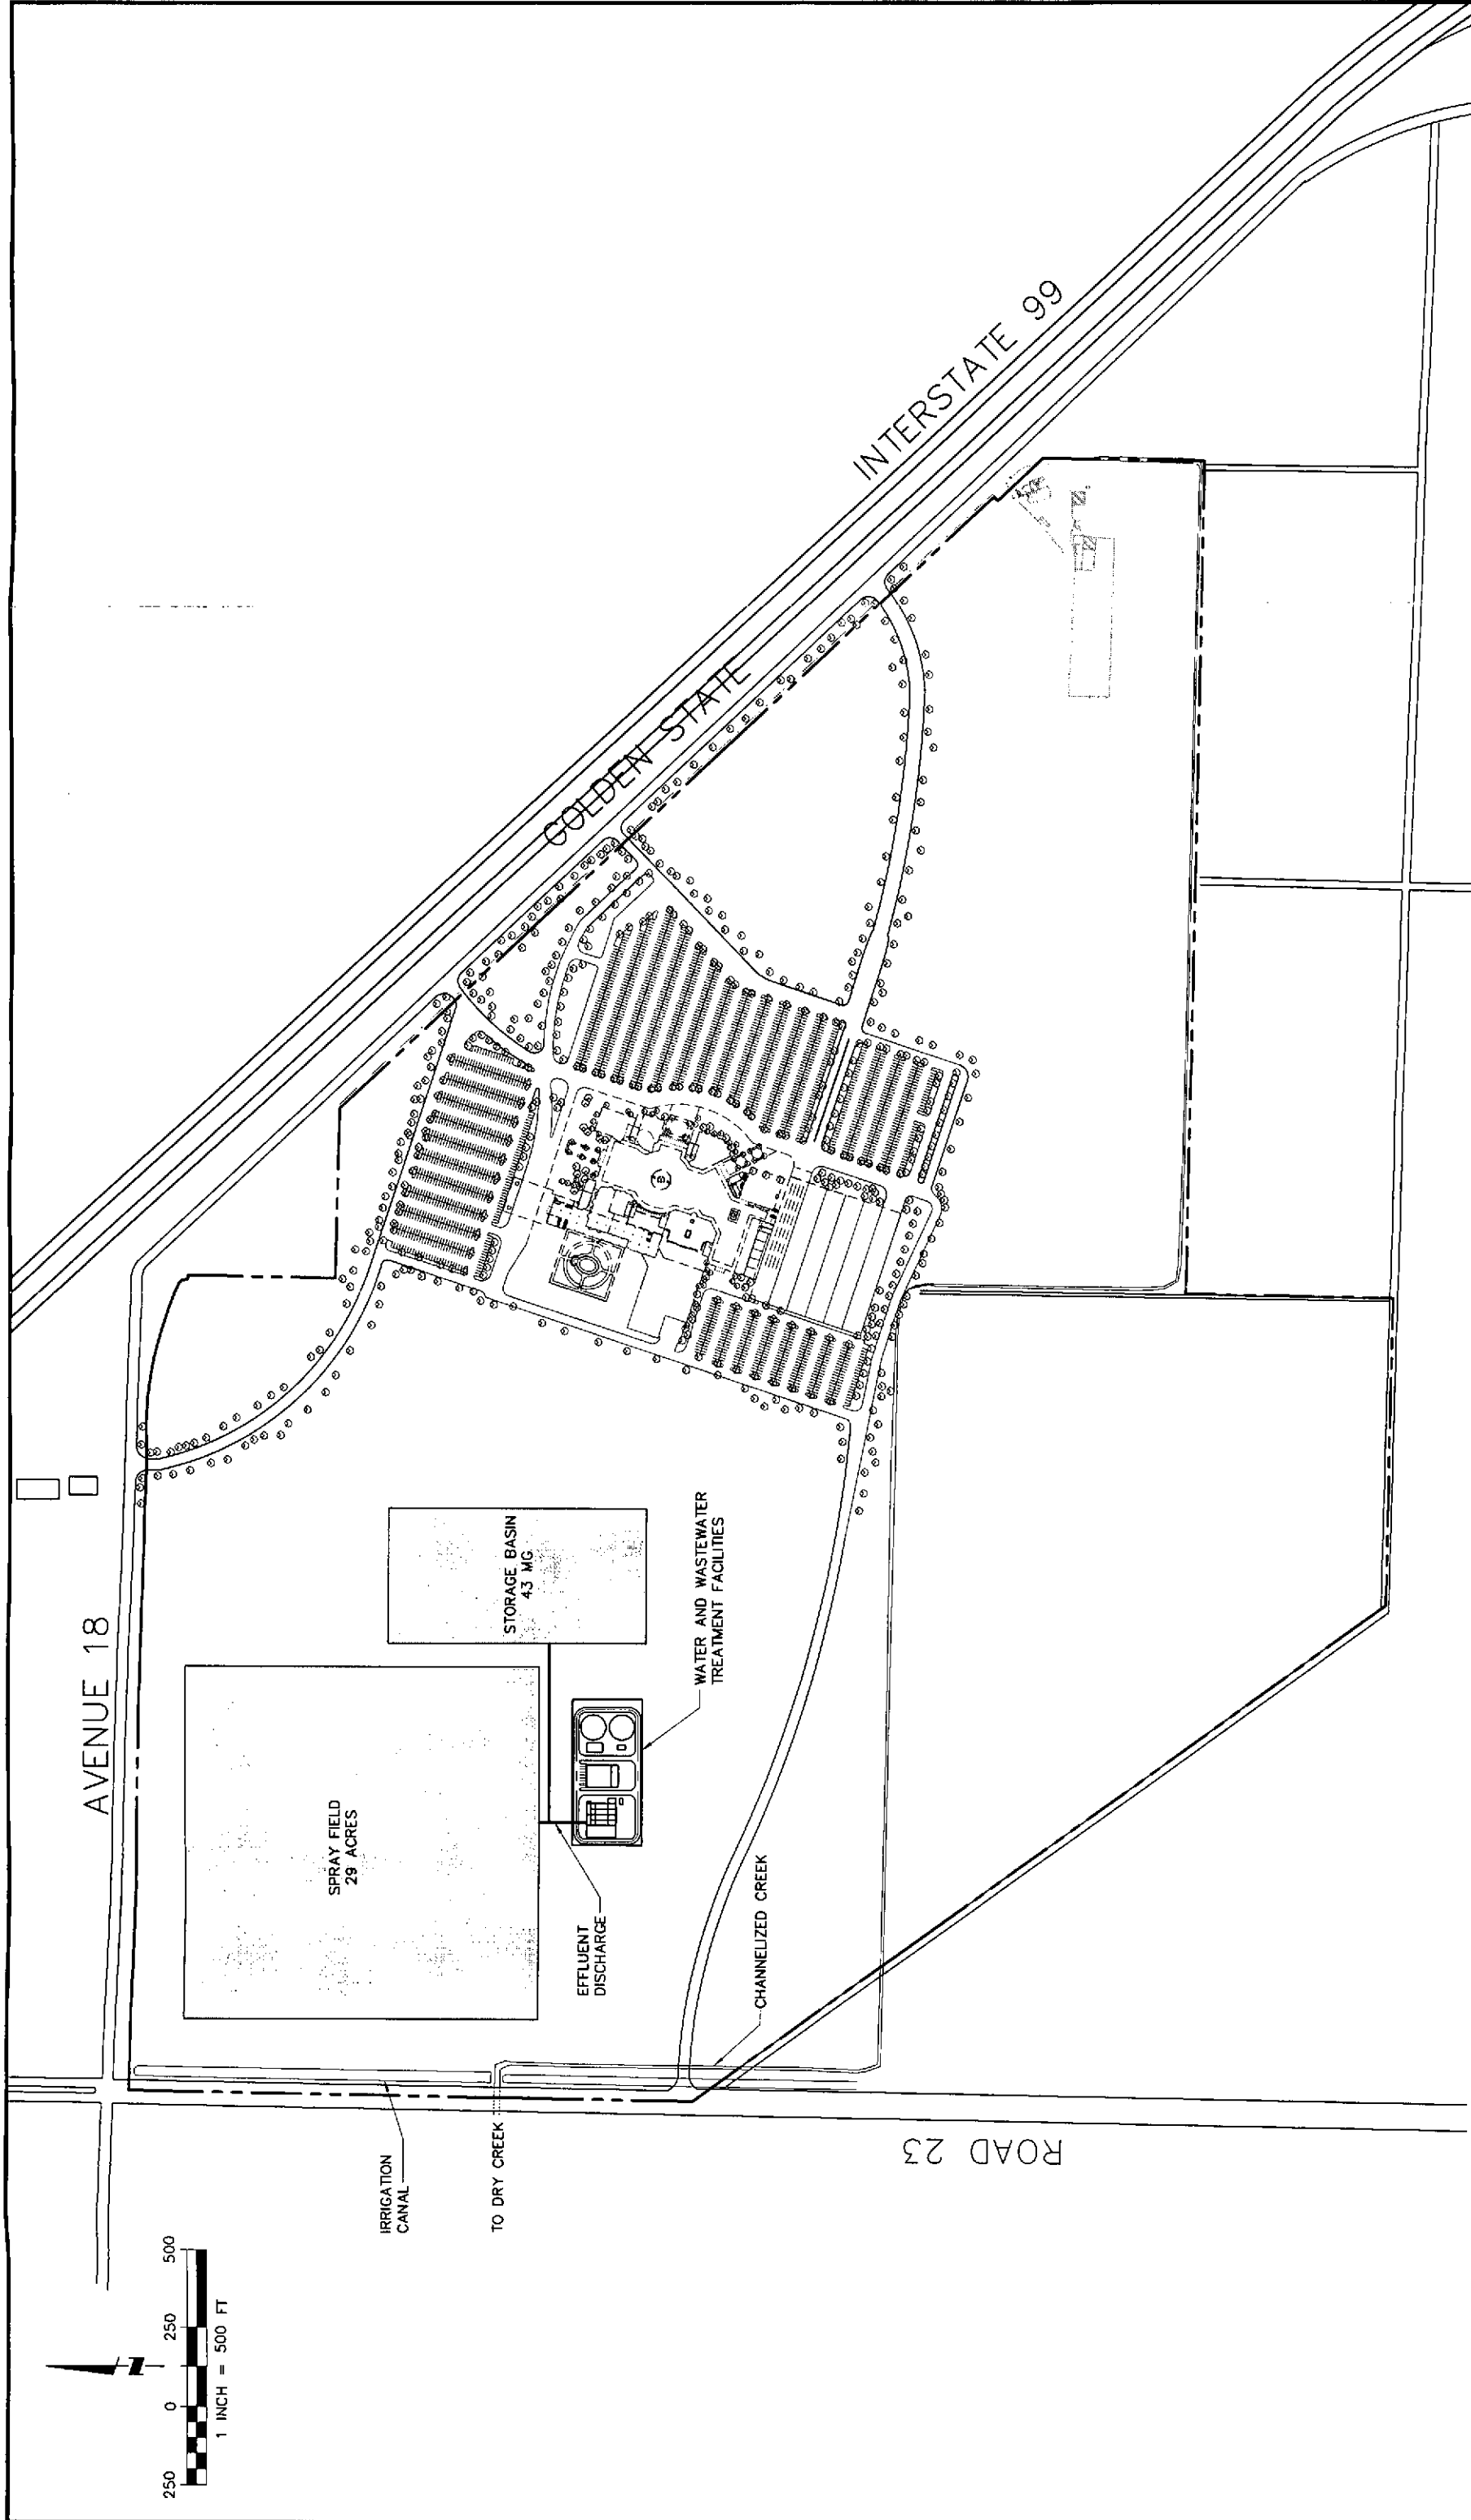 AVENUE 18
INTERSTATE 99
GOLDEN STATE
STORAGE BASIN
43 MG
WATER AND WASTEWATER
TREATMENT FACILITIES
SPRAY FIELD
29 ACRES
EFFLUENT
DISCHARGE
CHANNELIZED CREEK
IRRIGATION
CANAL
TO DRY CREEK
ROAD 23
250 0 250 500
1 INCH = 500 FT
N